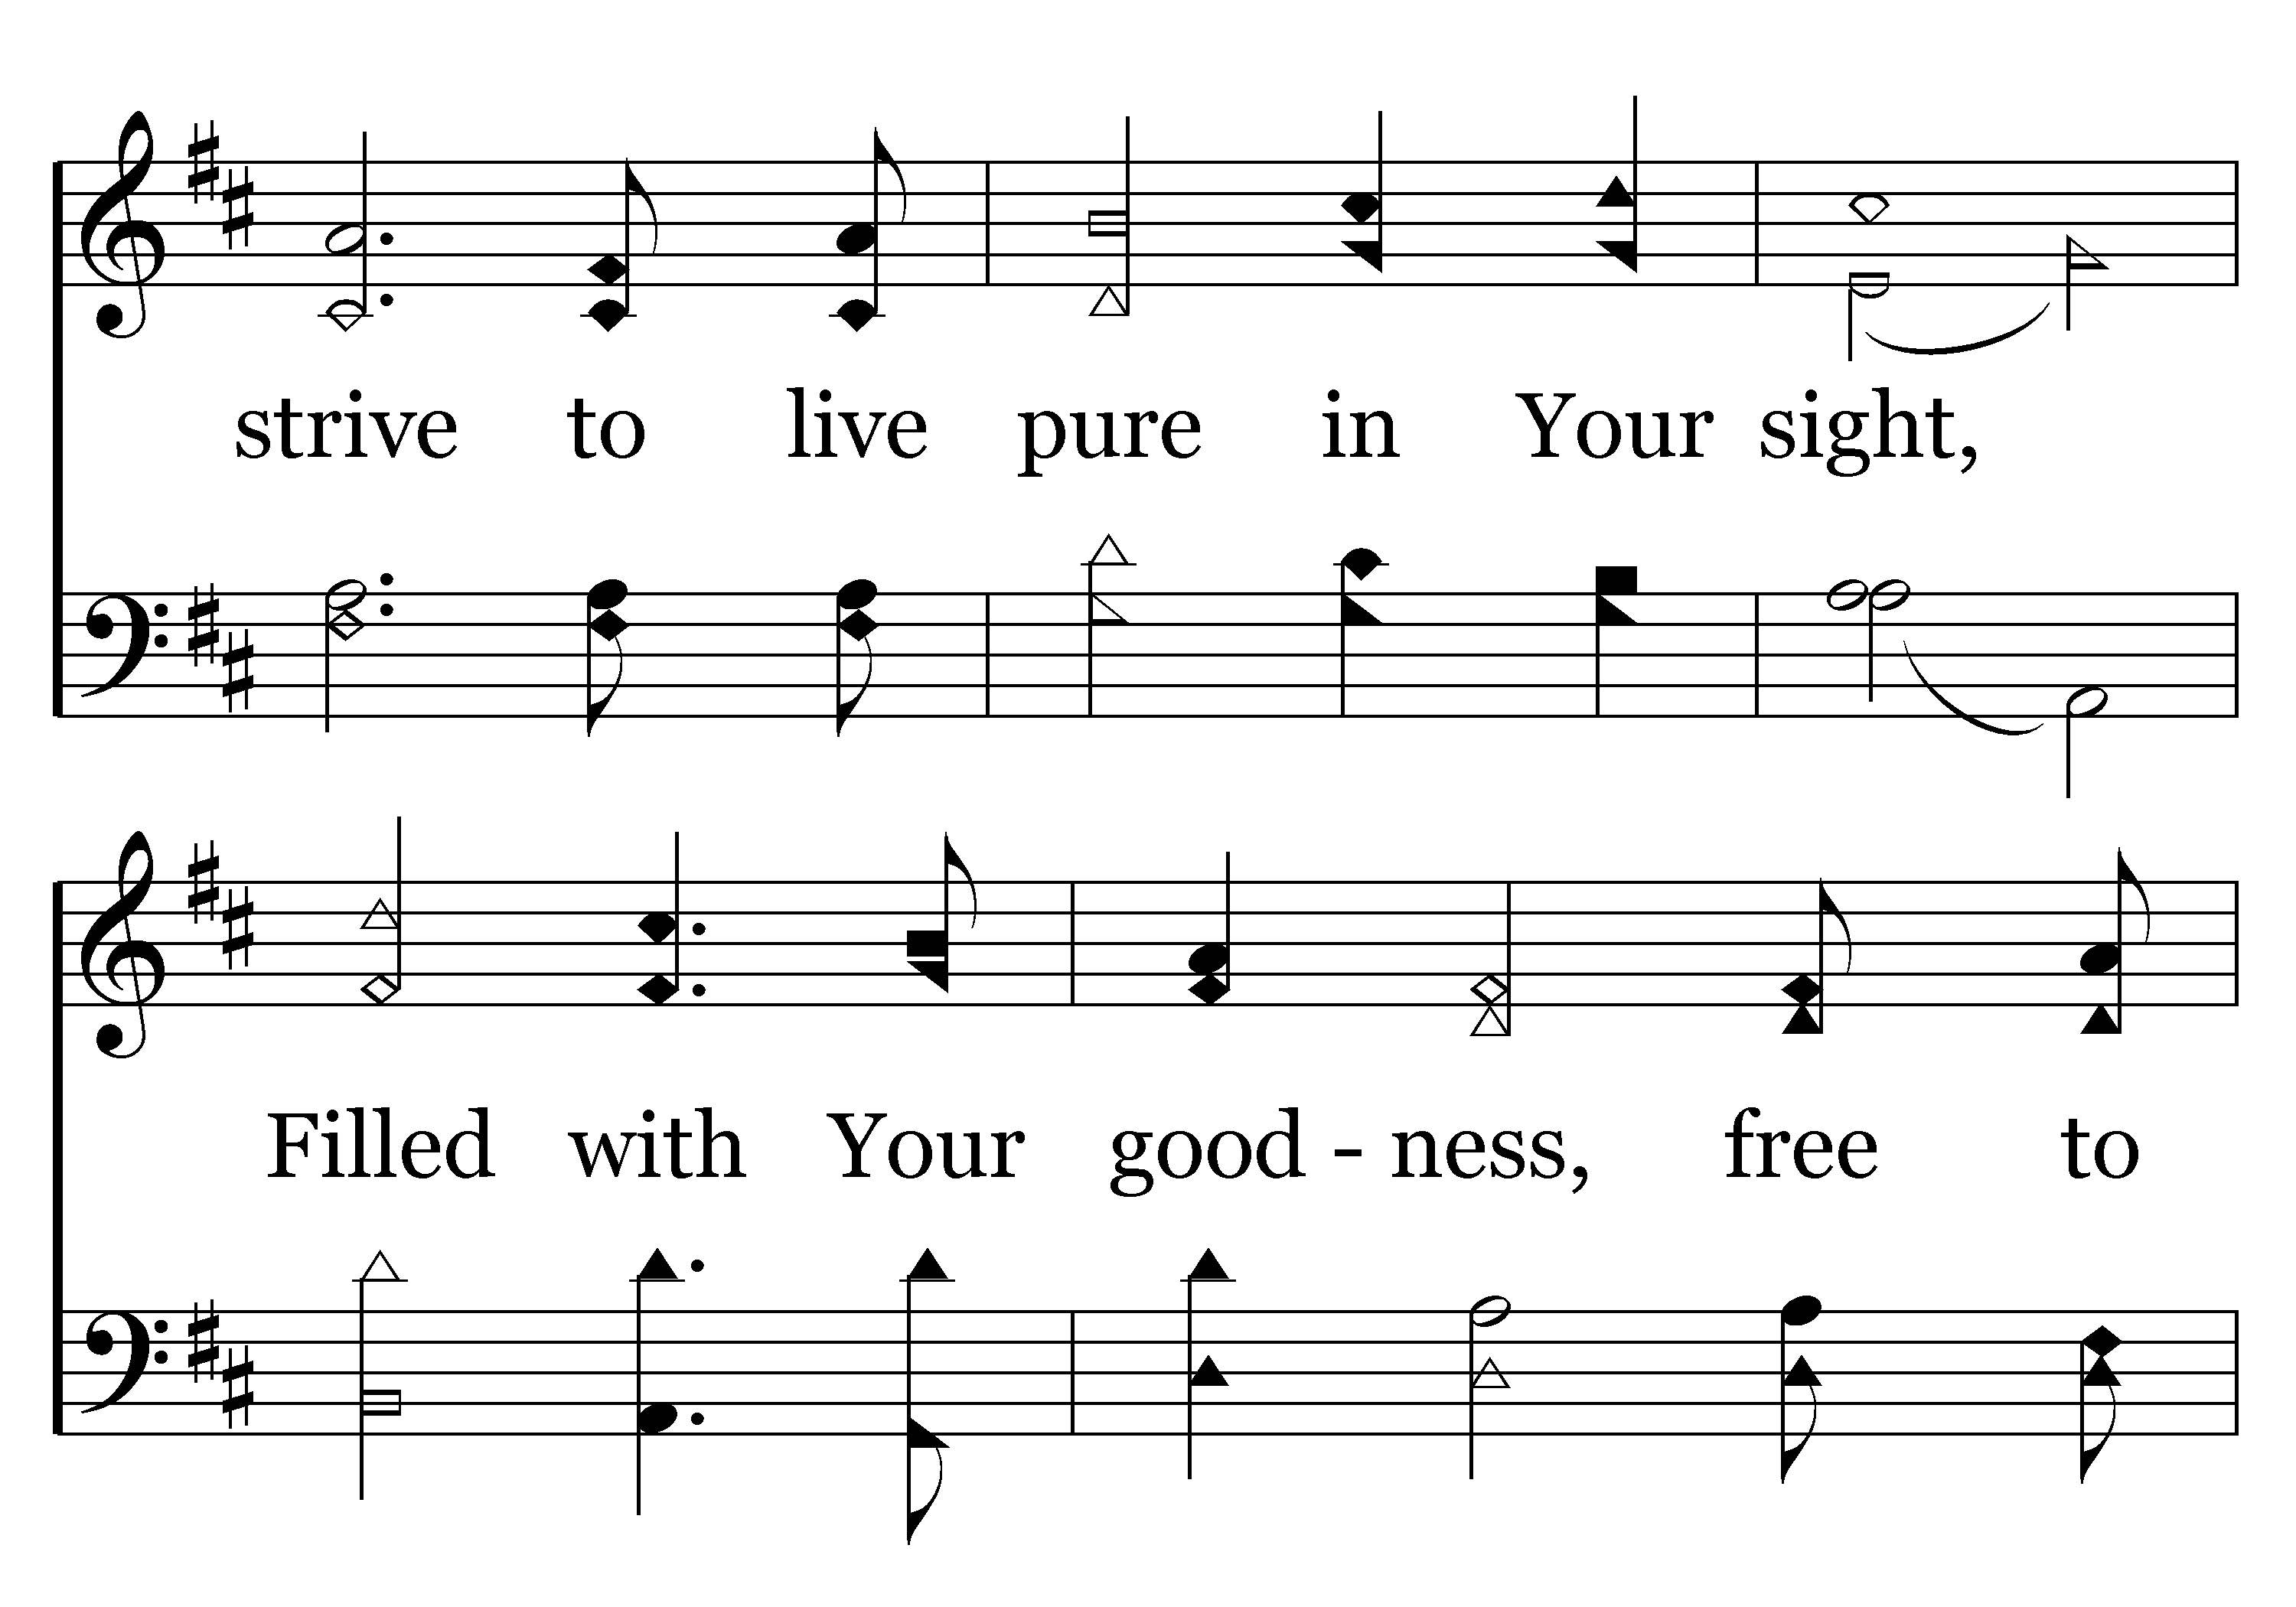 strive to live pure in Your sight,
Filled with Your good - ness, free to